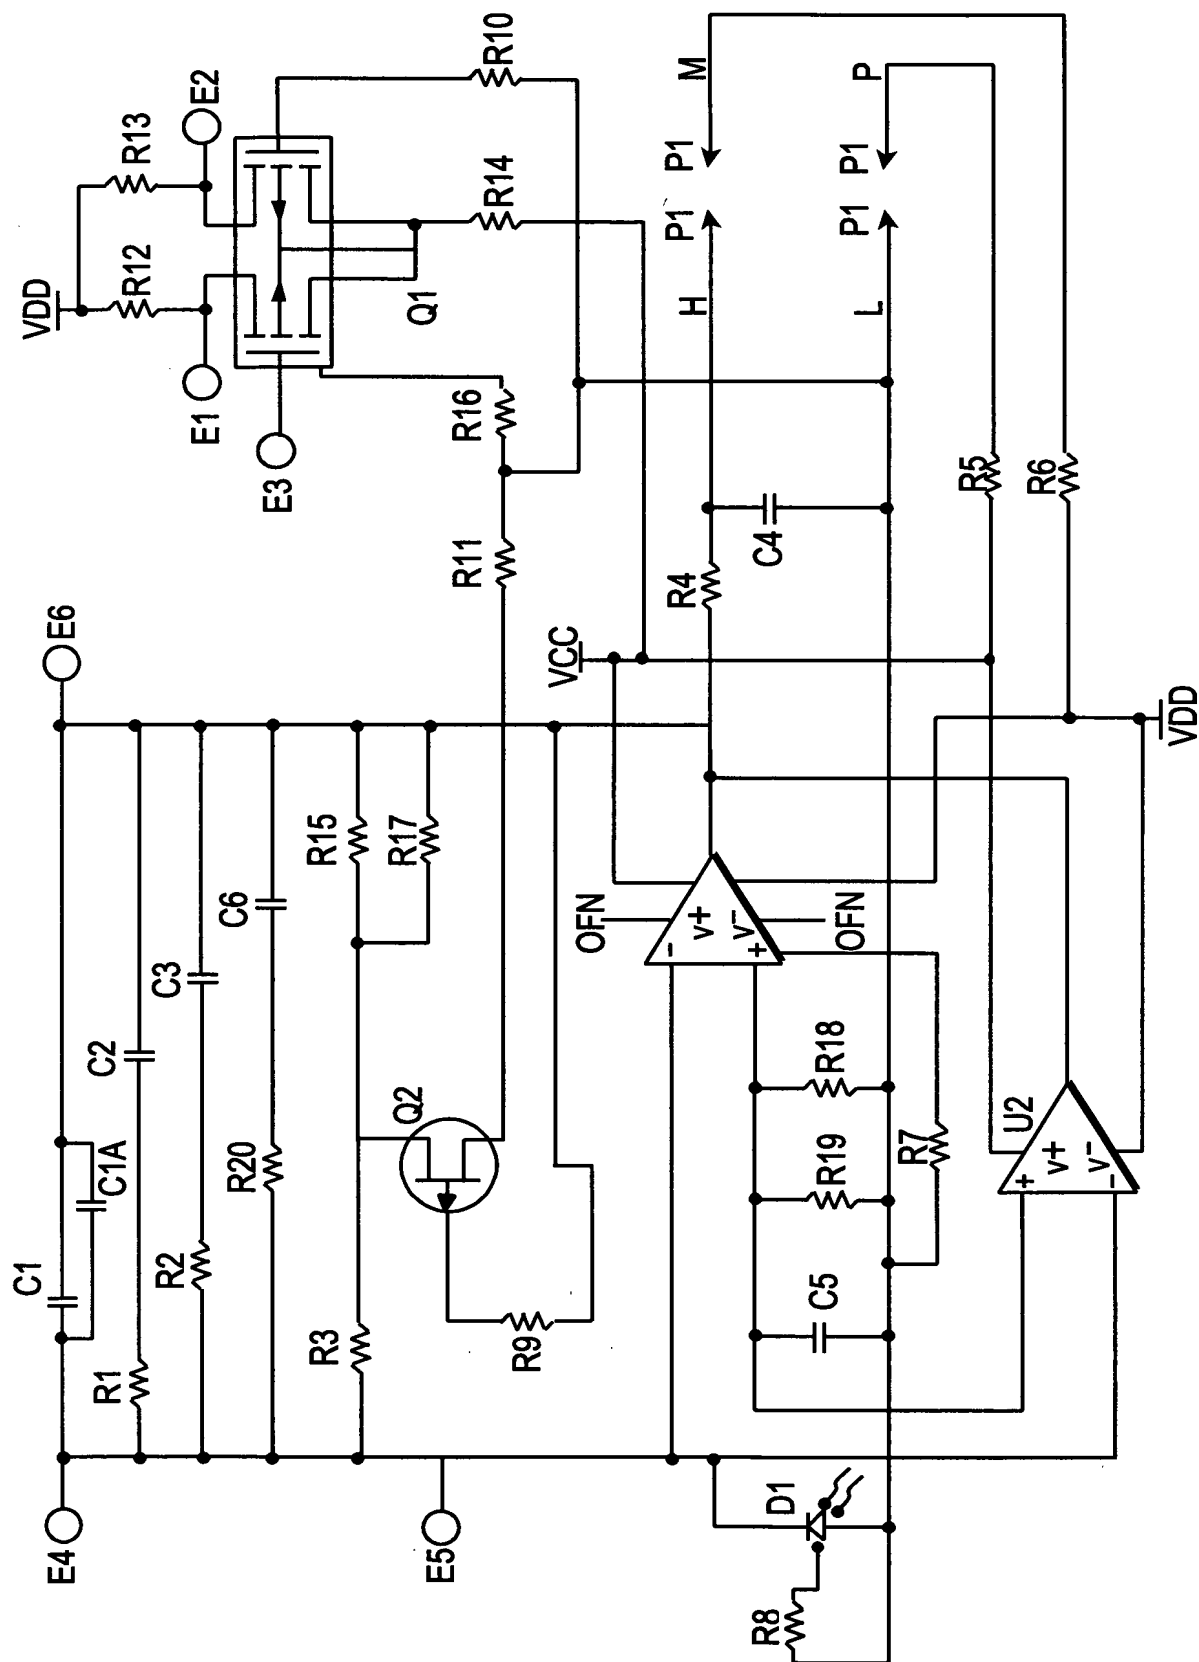 E4
E5
E6
C1
C1A
R1
C2
R2
C3
R20
C6
R3
R15
R17
Q2
R9
R11
R16
E3
E1
E2
VDD
R12
R13
Q1
R14
R10
VCC
R4
C4
H
P1
P1
M
L
P1
P1
P
R5
R6
VDD
OFN
-
V+
V-
+
OFN
R18
R19
C5
R7
U2
+
V+
V-
-
D1
R8